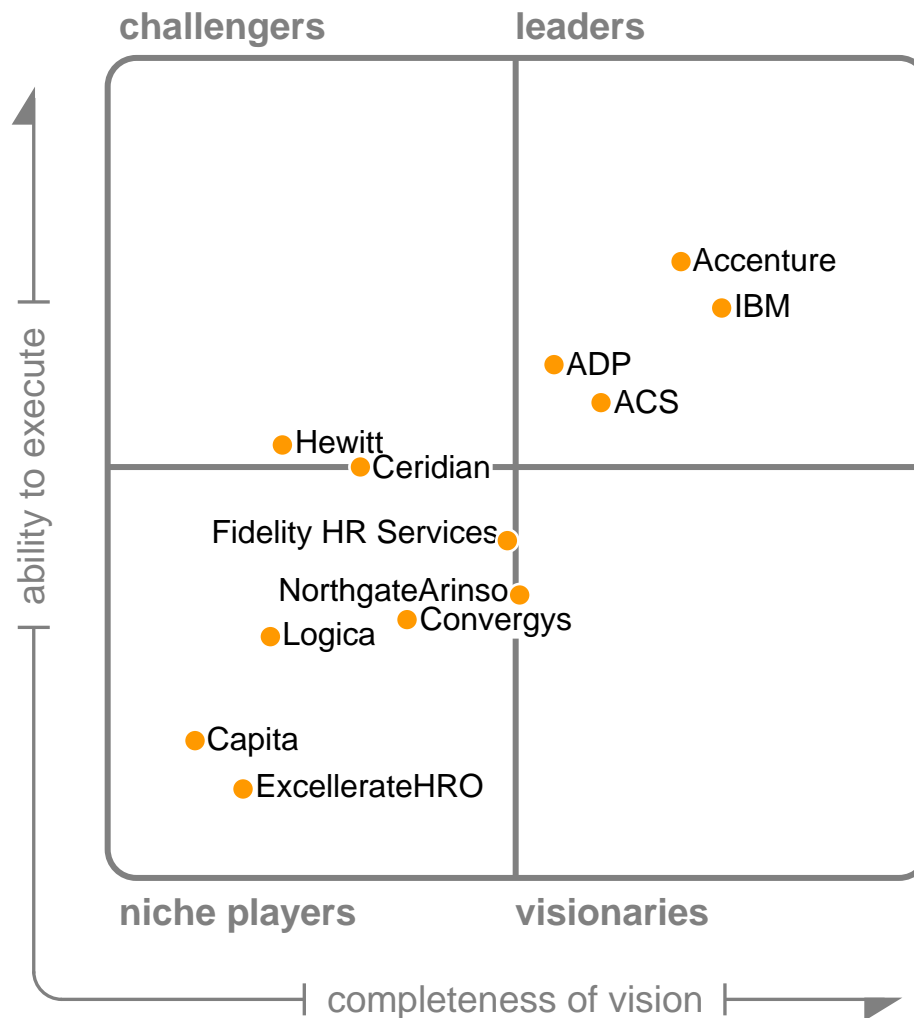 challengers
leaders
Accenture
IBM
ADP
ACS
Hewitt
Ceridian
Fidelity HR Services
NorthgateArinso
Convergys
Logica
Capita
ExcellerateHRO
niche players
visionaries
ability to execute
completeness of vision